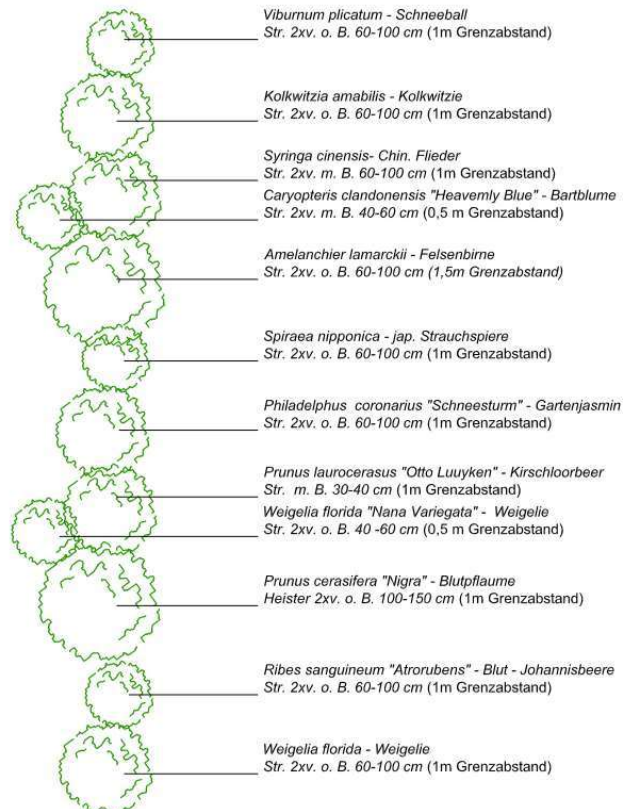 Viburnum plicatum - Schneeball
Str. 2xv. o. B. 60-100 cm (1m Grenzabstand)
Kolkwitzia amabilis - Kolkwitzie
Str. 2xv. o. B. 60-100 cm (1m Grenzabstand)
Syringa cinensis- Chin. Flieder
Str. 2xv. m. B. 60-100 cm (1m Grenzabstand)
Caryopteris clandonensis "Heavemly Blue" - Bartblume
Str. 2xv. m. B. 40-60 cm (0,5 m Grenzabstand)
Amelanchier lamarckii - Felsenbirne
Str. 2xv. o. B. 60-100 cm (1,5m Grenzabstand)
Spiraea nipponica - jap. Strauchspiere
Str. 2xv. o. B. 60-100 cm (1m Grenzabstand)
Philadelphus coronarius "Schneesturm" - Gartenjasmin
Str. 2xv. o. B. 60-100 cm (1m Grenzabstand)
Prunus laurocerasus "Otto Luuyken" - Kirschloorbeer
Str. m. B. 30-40 cm (1m Grenzabstand)
Weigelia florida "Nana Variegata" - Weigelie
Str. 2xv. o. B. 40 -60 cm (0,5 m Grenzabstand)
Prunus cerasifera "Nigra" - Blutpflaume
Heister 2xv. o. B. 100-150 cm (1m Grenzabstand)
Ribes sanguineum "Atrorubens" - Blut - Johannisbeere
Str. 2xv. o. B. 60-100 cm (1m Grenzabstand)
Weigelia florida - Weigelie
Str. 2xv. o. B. 60-100 cm (1m Grenzabstand)